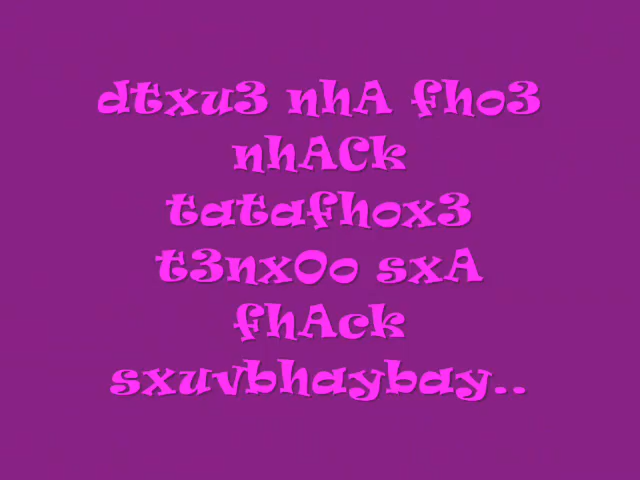 dtxu3 nhA fho3
nhACk
tatafhox3
t3nx0o sxA
fhAck
sxuvbhaybay..